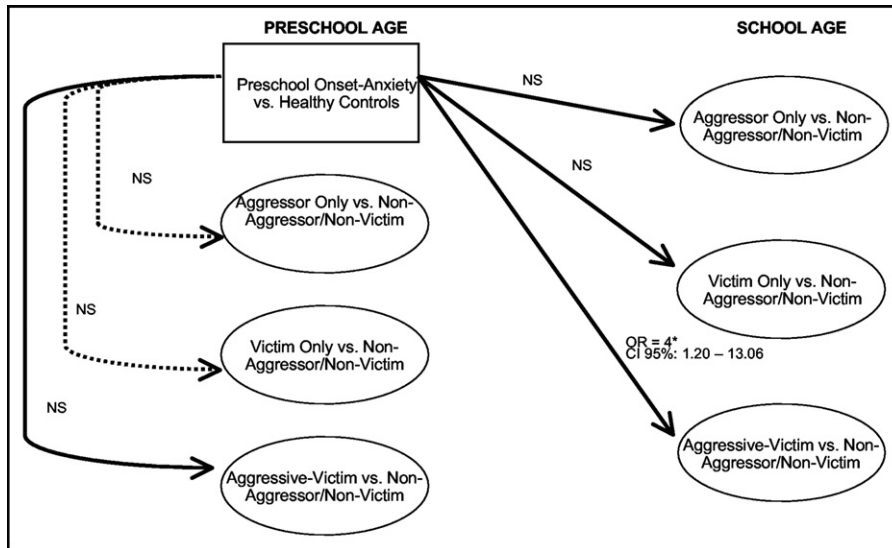 PRESCHOOL AGE
SCHOOL AGE
Preschool Onset-Anxiety
vs. Healthy Controls
NS
Aggressor Only vs. Non-
Aggressor/Non-Victim
NS
NS
Aggressor Only vs. Non-
Aggressor/Non-Victim
Victim Only vs. Non-
Aggressor/Non-Victim
NS
Victim Only vs. Non-
Aggressor/Non-Victim
OR = 4*
CI 95%: 1.20 – 13.06
NS
Aggressive-Victim vs. Non-
Aggressor/Non-Victim
Aggressive-Victim vs. Non-
Aggressor/Non-Victim